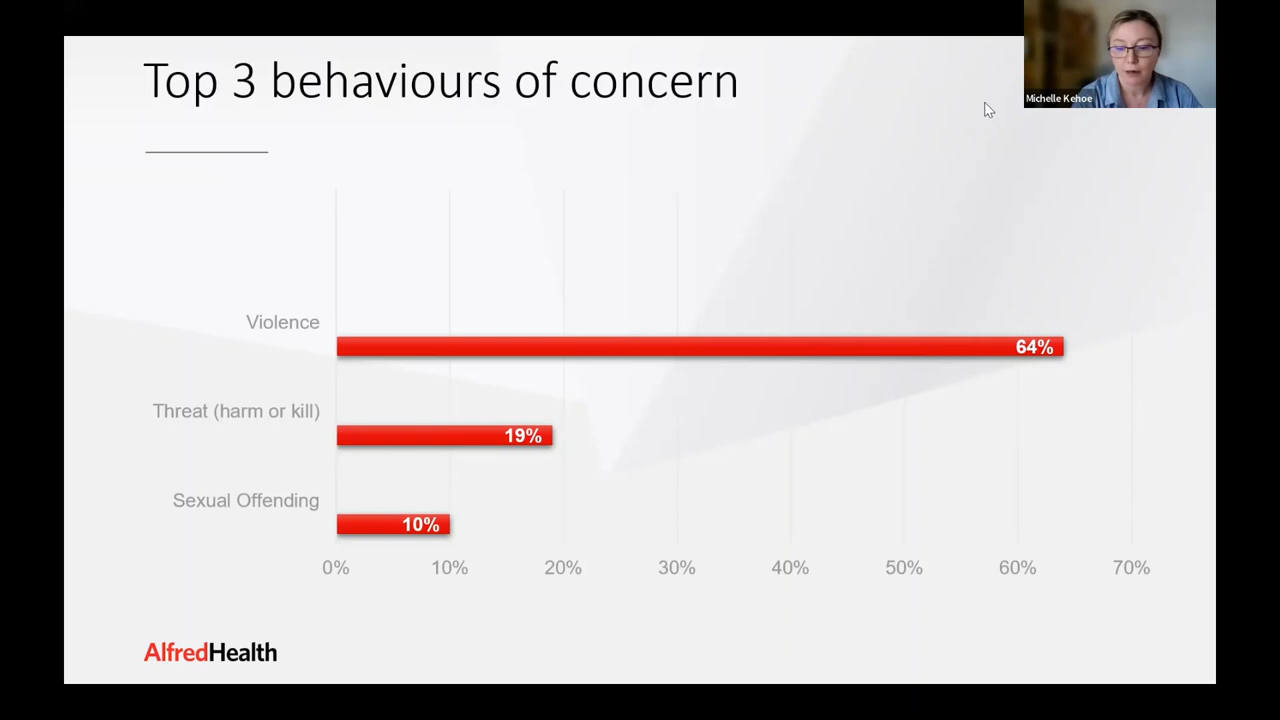 Top 3 behaviours of concern
Michelle Kehoe
Violence
64%
Threat (harm or kill)
19%
Sexual Offending
10%
0% 10% 20% 30% 40% 50% 60% 70%
AlfredHealth